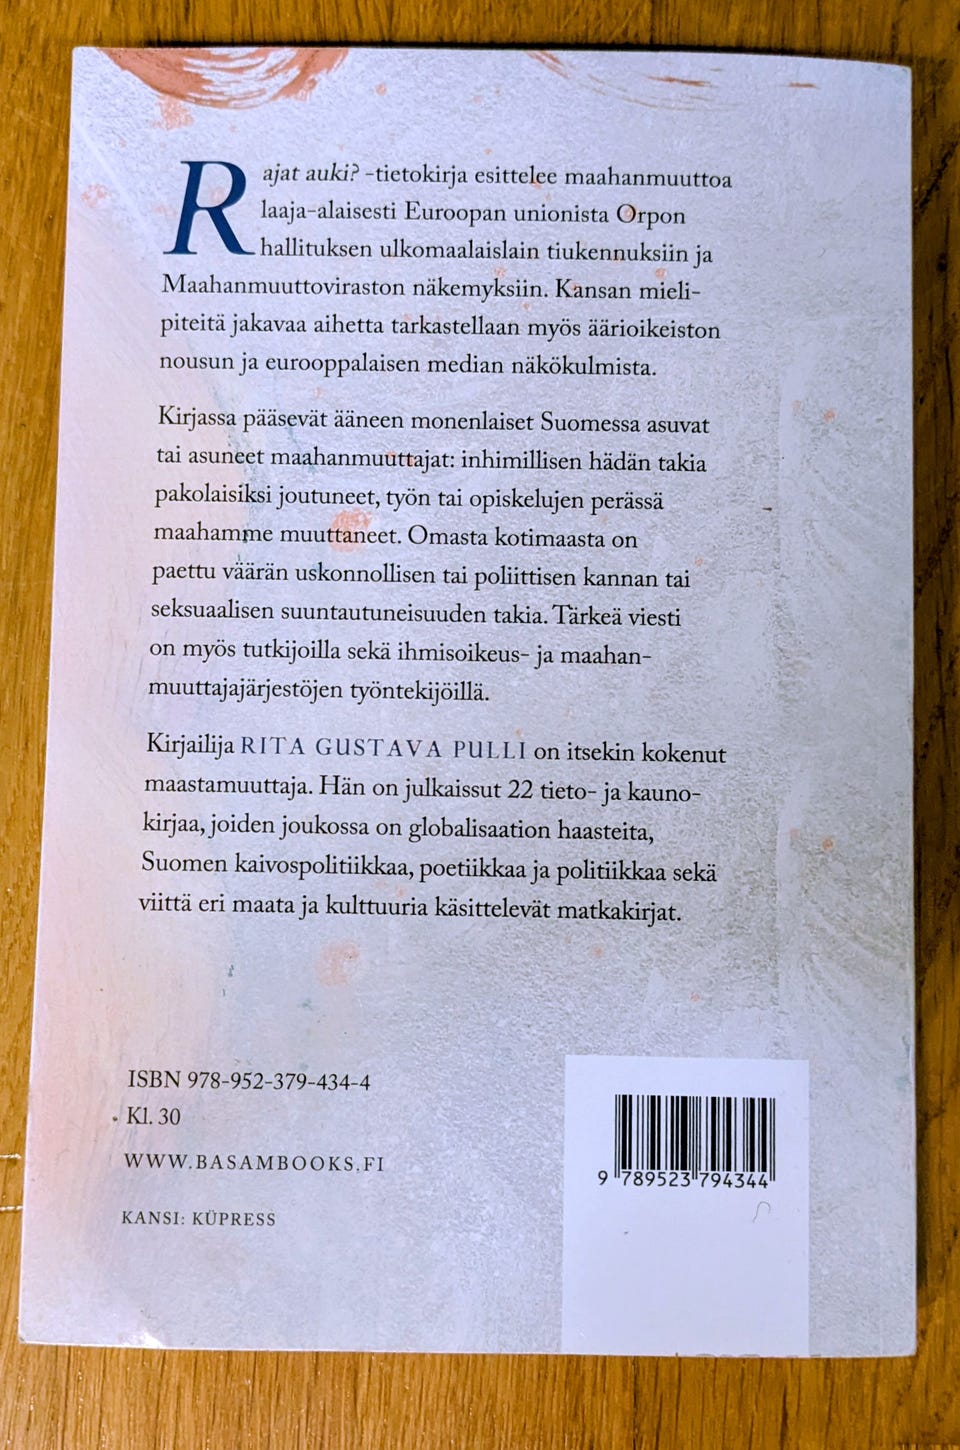 Rajat auki? -tietokirja esittelee maahanmuuttoa
laaja-alaisesti Euroopan unionista Orpon
hallituksen ulkomaalaislain tiukennuksiin ja
Maahanmuuttoviraston näkemyksiin. Kansan mieli-
piteitä jakavaa aihetta tarkastellaan myös äärioikeiston
nousun ja eurooppalaisen median näkökulmista.
Kirjassa pääsevät ääneen monenlaiset Suomessa asuvat
tai asuneet maahanmuuttajat: inhimillisen hädän takia
pakolaisiksi joutuneet, työn tai opiskelujen perässä
maahamme muuttaneet. Omasta kotimaasta on
paettu väärän uskonnollisen tai poliittisen kannan tai
seksuaalisen suuntautuneisuuden takia. Tärkeä viesti
on myös tutkijoilla sekä ihmisoikeus- ja maahan-
muuttajajärjestöjen työntekijöillä.
Kirjailija RITA GUSTAVA PULLI on itsekin kokenut
maastamuuttaja. Hän on julkaissut 22 tieto- ja kauno-
kirjaa, joiden joukossa on globalisaation haasteita,
Suomen kaivospolitiikkaa, poetiikkaa ja politiikkaa sekä
viittä eri maata ja kulttuuria käsittelevät matkakirjat.
ISBN 978-952-379-434-4
Kl. 30
WWW.BASAMBOOKS.FI
KANSI: KÜPRESS
9 789523 794344